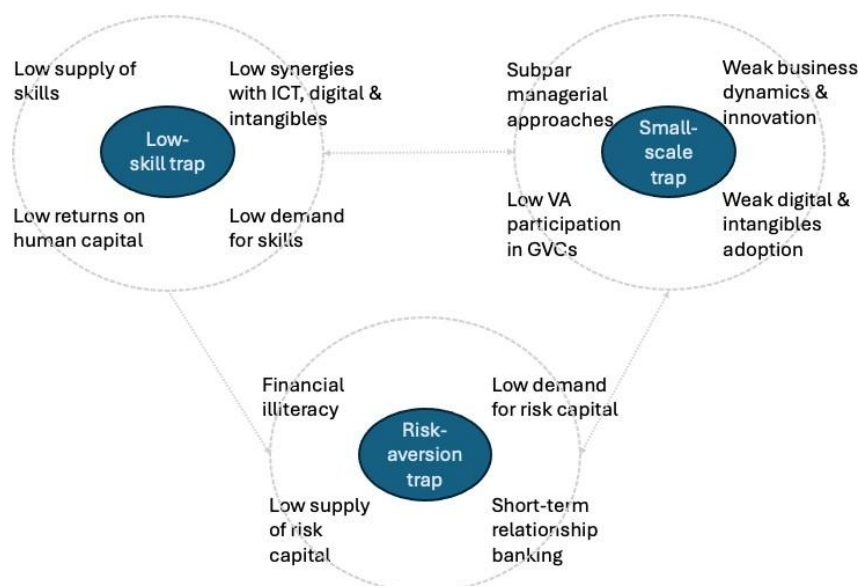 Low supply of
skills
Low synergies
with ICT, digital &
intangibles
Low-
skill trap
Low returns on
human capital
Low demand
for skills
Subpar
managerial
approaches
Weak business
dynamics &
innovation
Small-
scale
trap
Low VA
participation
in GVCs
Weak digital &
intangibles
adoption
Financial
illiteracy
Low demand
for risk capital
Risk-
aversion
trap
Low supply
of risk
capital
Short-term
relationship
banking